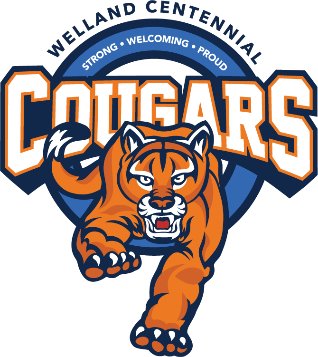 WELLAND CENTENNIAL
STRONG • WELCOMING • PROUD
COUGARS